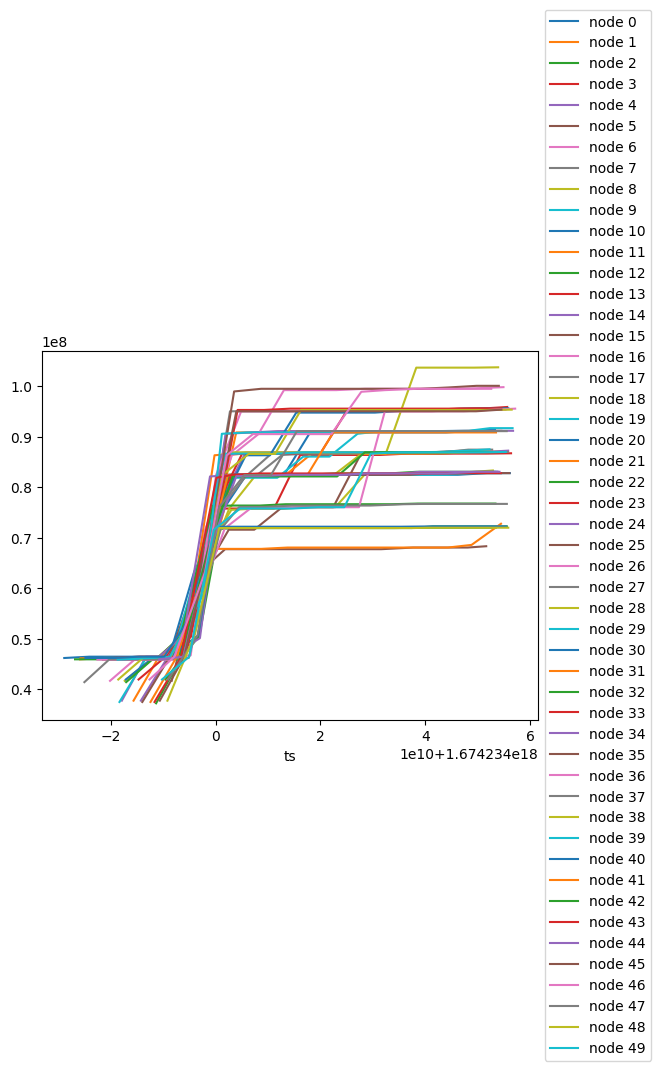 1e8
1.0
0.9
0.8
0.7
0.6
0.5
0.4
−2
0
2
4
6
ts
1e10+1.674234e18
node 0
node 1
node 2
node 3
node 4
node 5
node 6
node 7
node 8
node 9
node 10
node 11
node 12
node 13
node 14
node 15
node 16
node 17
node 18
node 19
node 20
node 21
node 22
node 23
node 24
node 25
node 26
node 27
node 28
node 29
node 30
node 31
node 32
node 33
node 34
node 35
node 36
node 37
node 38
node 39
node 40
node 41
node 42
node 43
node 44
node 45
node 46
node 47
node 48
node 49